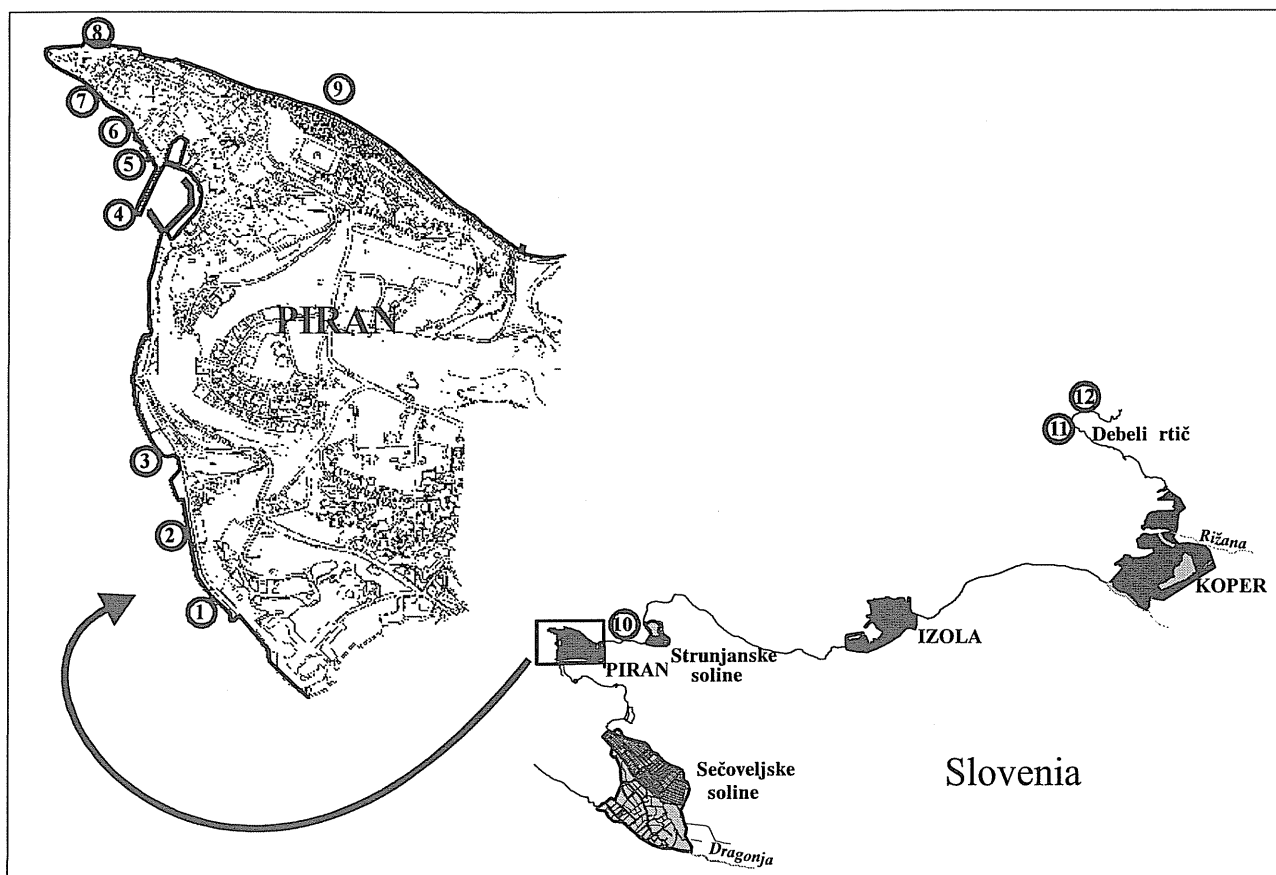 8
9
7
6
5
4
PIRAN
3
2
1
12
11
Debeli rtič
Rižana
KOPER
10
IZOLA
PIRAN
Strunjanske
soline
Sečoveljske
soline
Slovenia
Dragonja